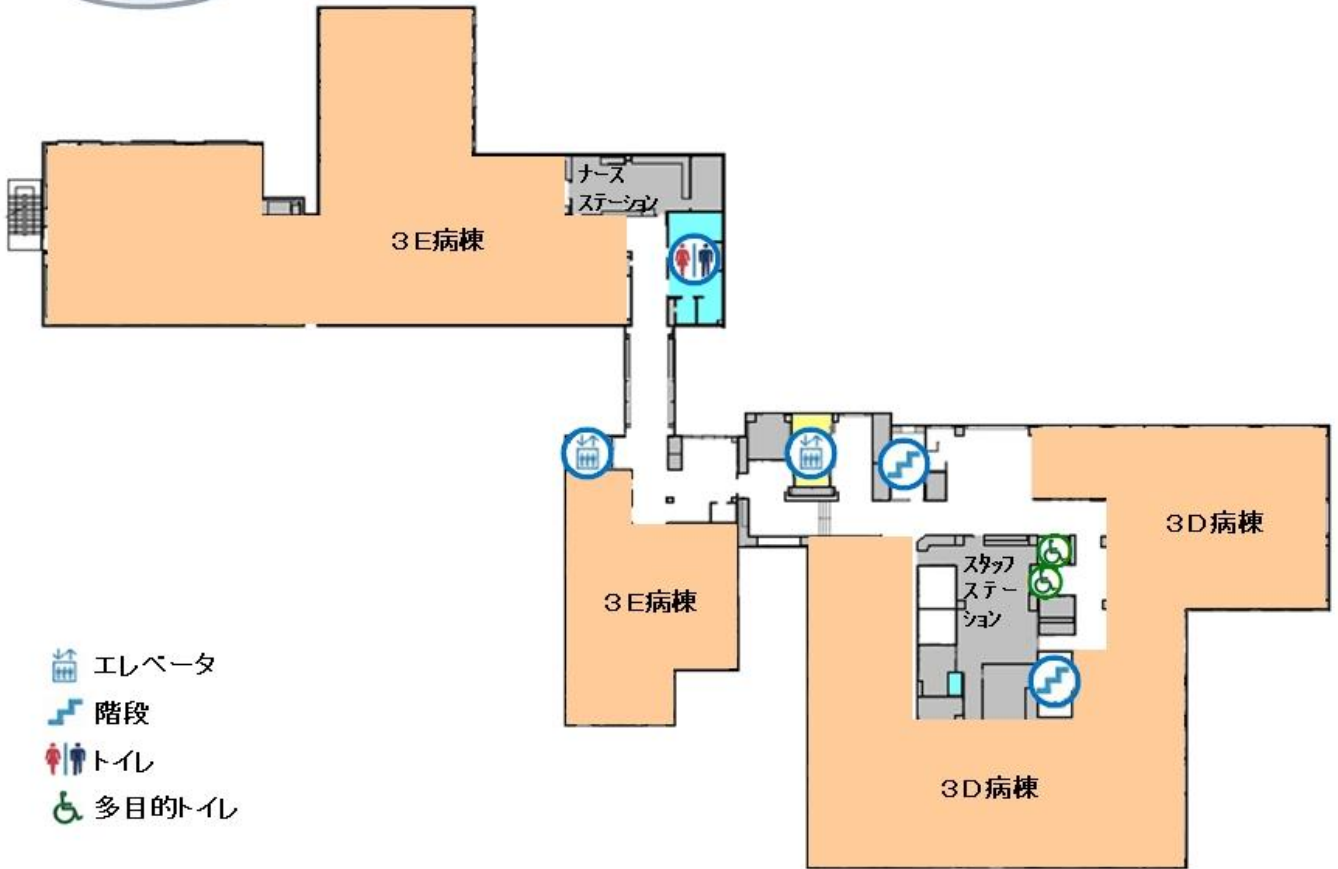 ナース
ステーション
3E病棟
3D病棟
スタッフ
ステー
ション
3E病棟
3D病棟
エレベータ
階段
トイレ
多目的トイレ